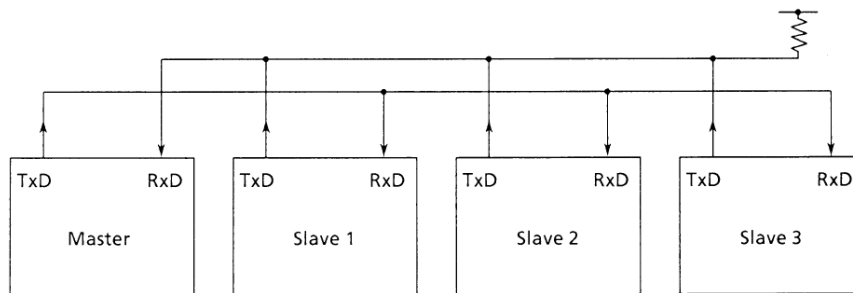 TxD RxD TxD RxD TxD RxD TxD RxD
Master Slave 1 Slave 2 Slave 3